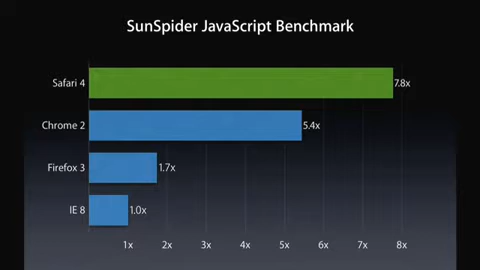 SunSpider JavaScript Benchmark
Safari 4 7.8x
Chrome 2 5.4x
Firefox 3 1.7x
IE 8 1.0x
1x 2x 3x 4x 5x 6x 7x 8x